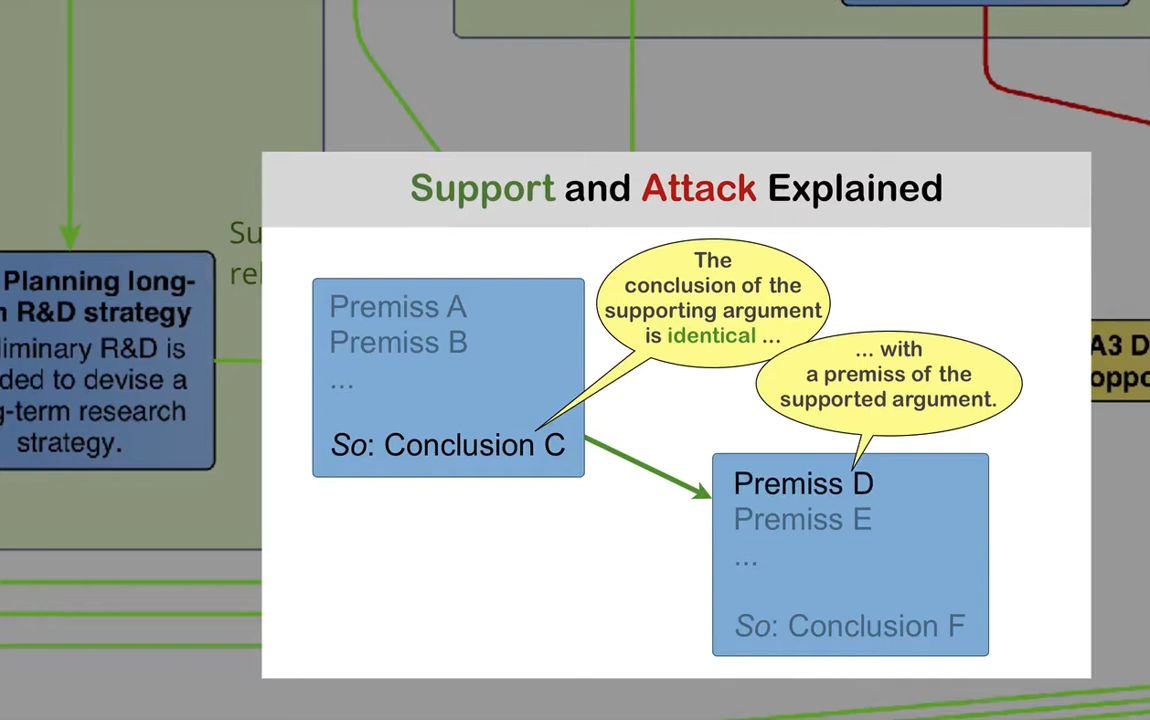 Support and Attack Explained
Su
rel
Planning long-
R&D strategy
liminary R&D is
ded to devise a
g-term research
strategy.
Premiss A
Premiss B
...
So: Conclusion C
The
conclusion of the
supporting argument
is identical ...
... with
a premiss of the
supported argument.
Premiss D
Premiss E
...
So: Conclusion F
A3 D
oppo